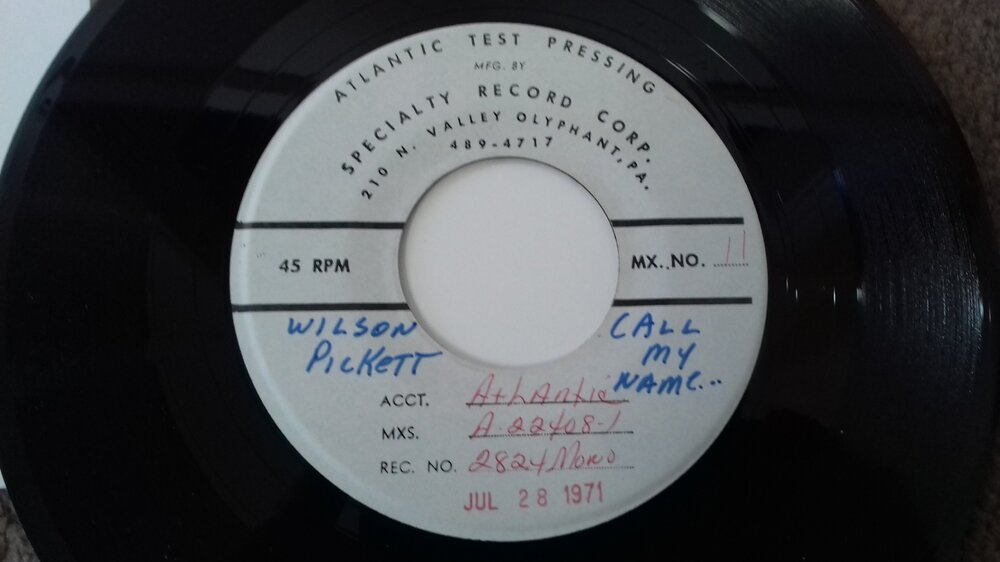 ATLANTIC TEST PRESSING
MFG. BY
SPECIALTY RECORD CORP.
210 N. VALLEY OLYPHANT, PA.
489-4717
45 RPM
MX. NO. 11
WILSON PICKETT
CALL MY NAME...
ACCT. Atlantic
MXS. A-22408-1
REC. NO. 2824 Mono
JUL 28 1971